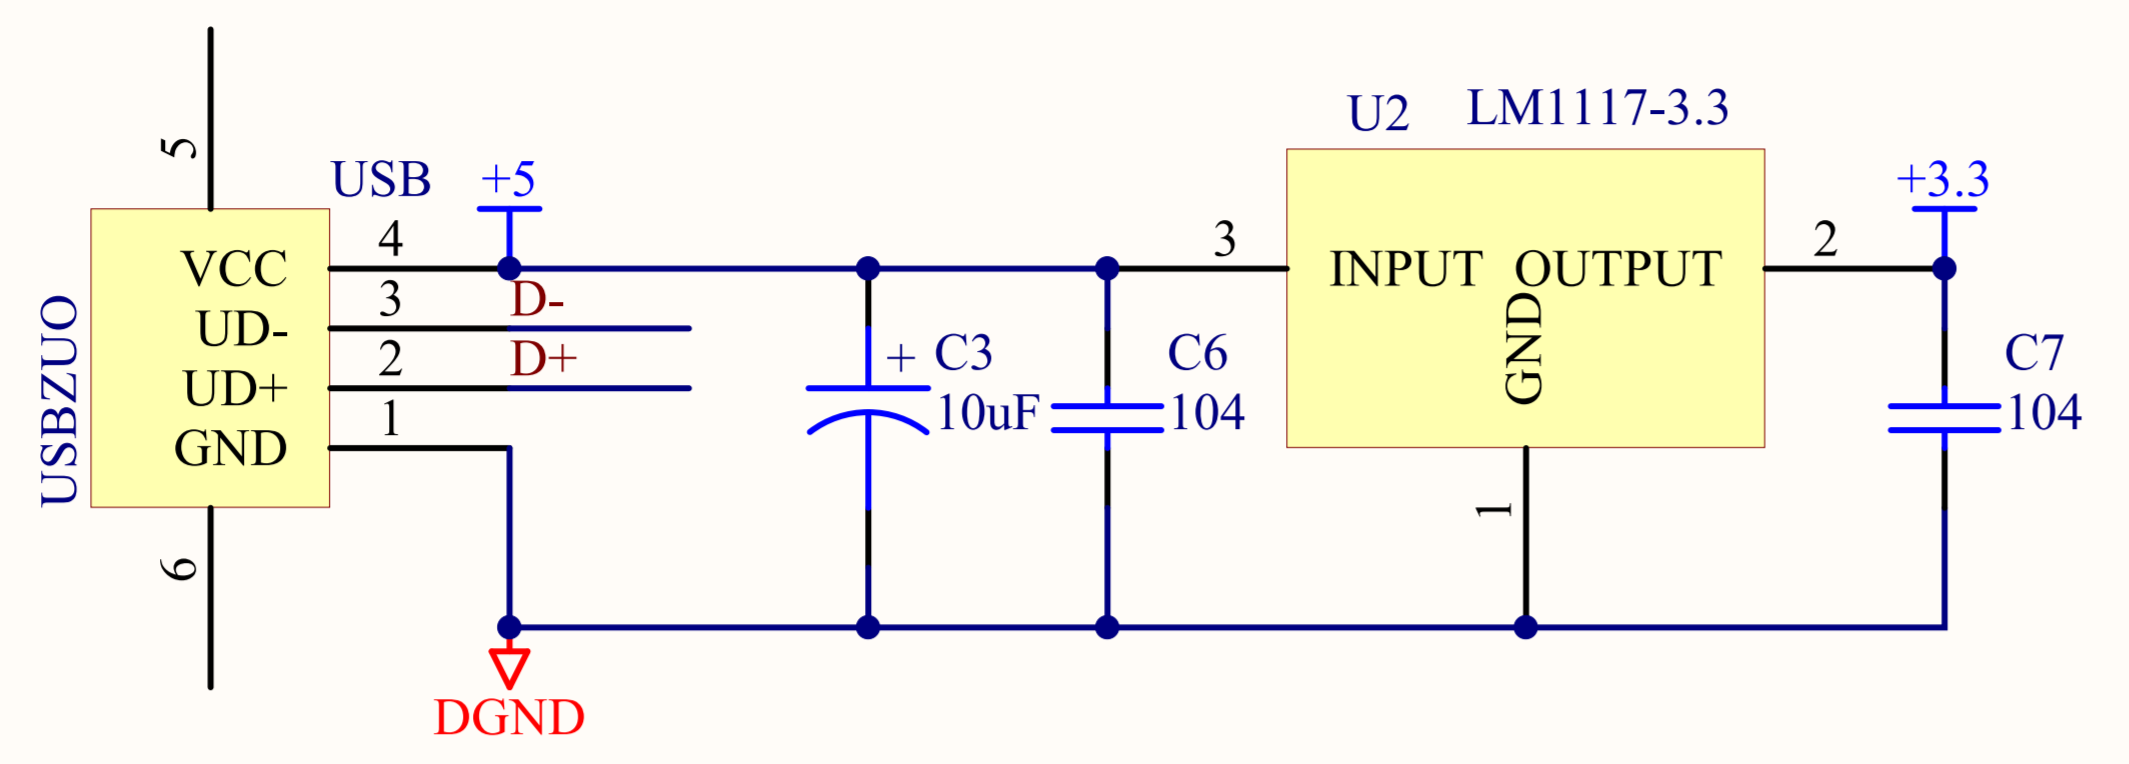 5
USB
+5
U2
LM1117-3.3
+3.3
USBZUO
VCC
4
UD-
3
D-
UD+
2
D+
GND
1
+
C3
10uF
C6
104
3
INPUT
OUTPUT
GND
2
1
C7
104
6
DGND